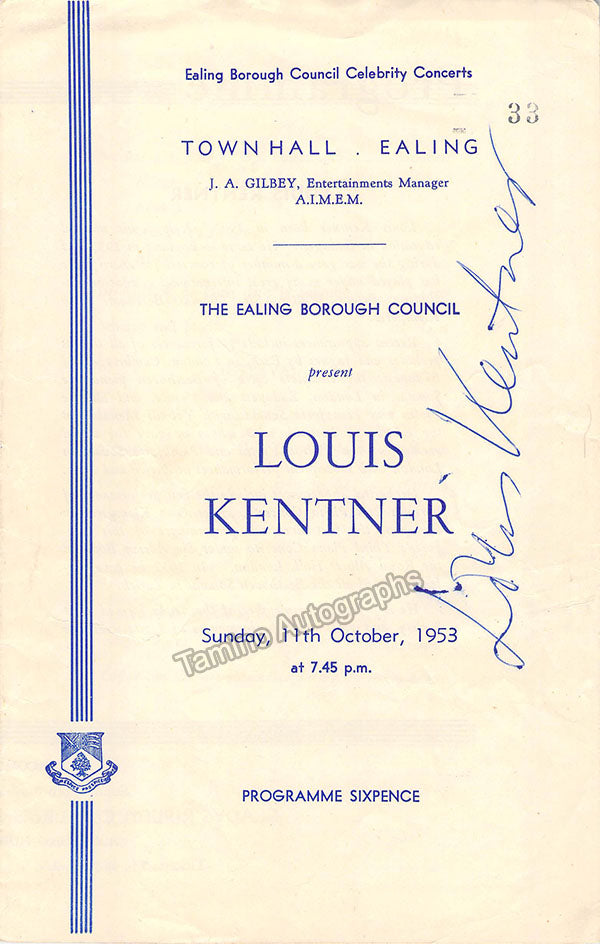 Ealing Borough Council Celebrity Concerts
33
TOWN HALL . EALING
J. A. GILBEY, Entertainments Manager
A.I.M.E.M.
THE EALING BOROUGH COUNCIL
present
LOUIS
KENTNER
Louis Kentner
Tamino Autographs
Sunday, 11th October, 1953
at 7.45 p.m.
PROGRAMME SIXPENCE